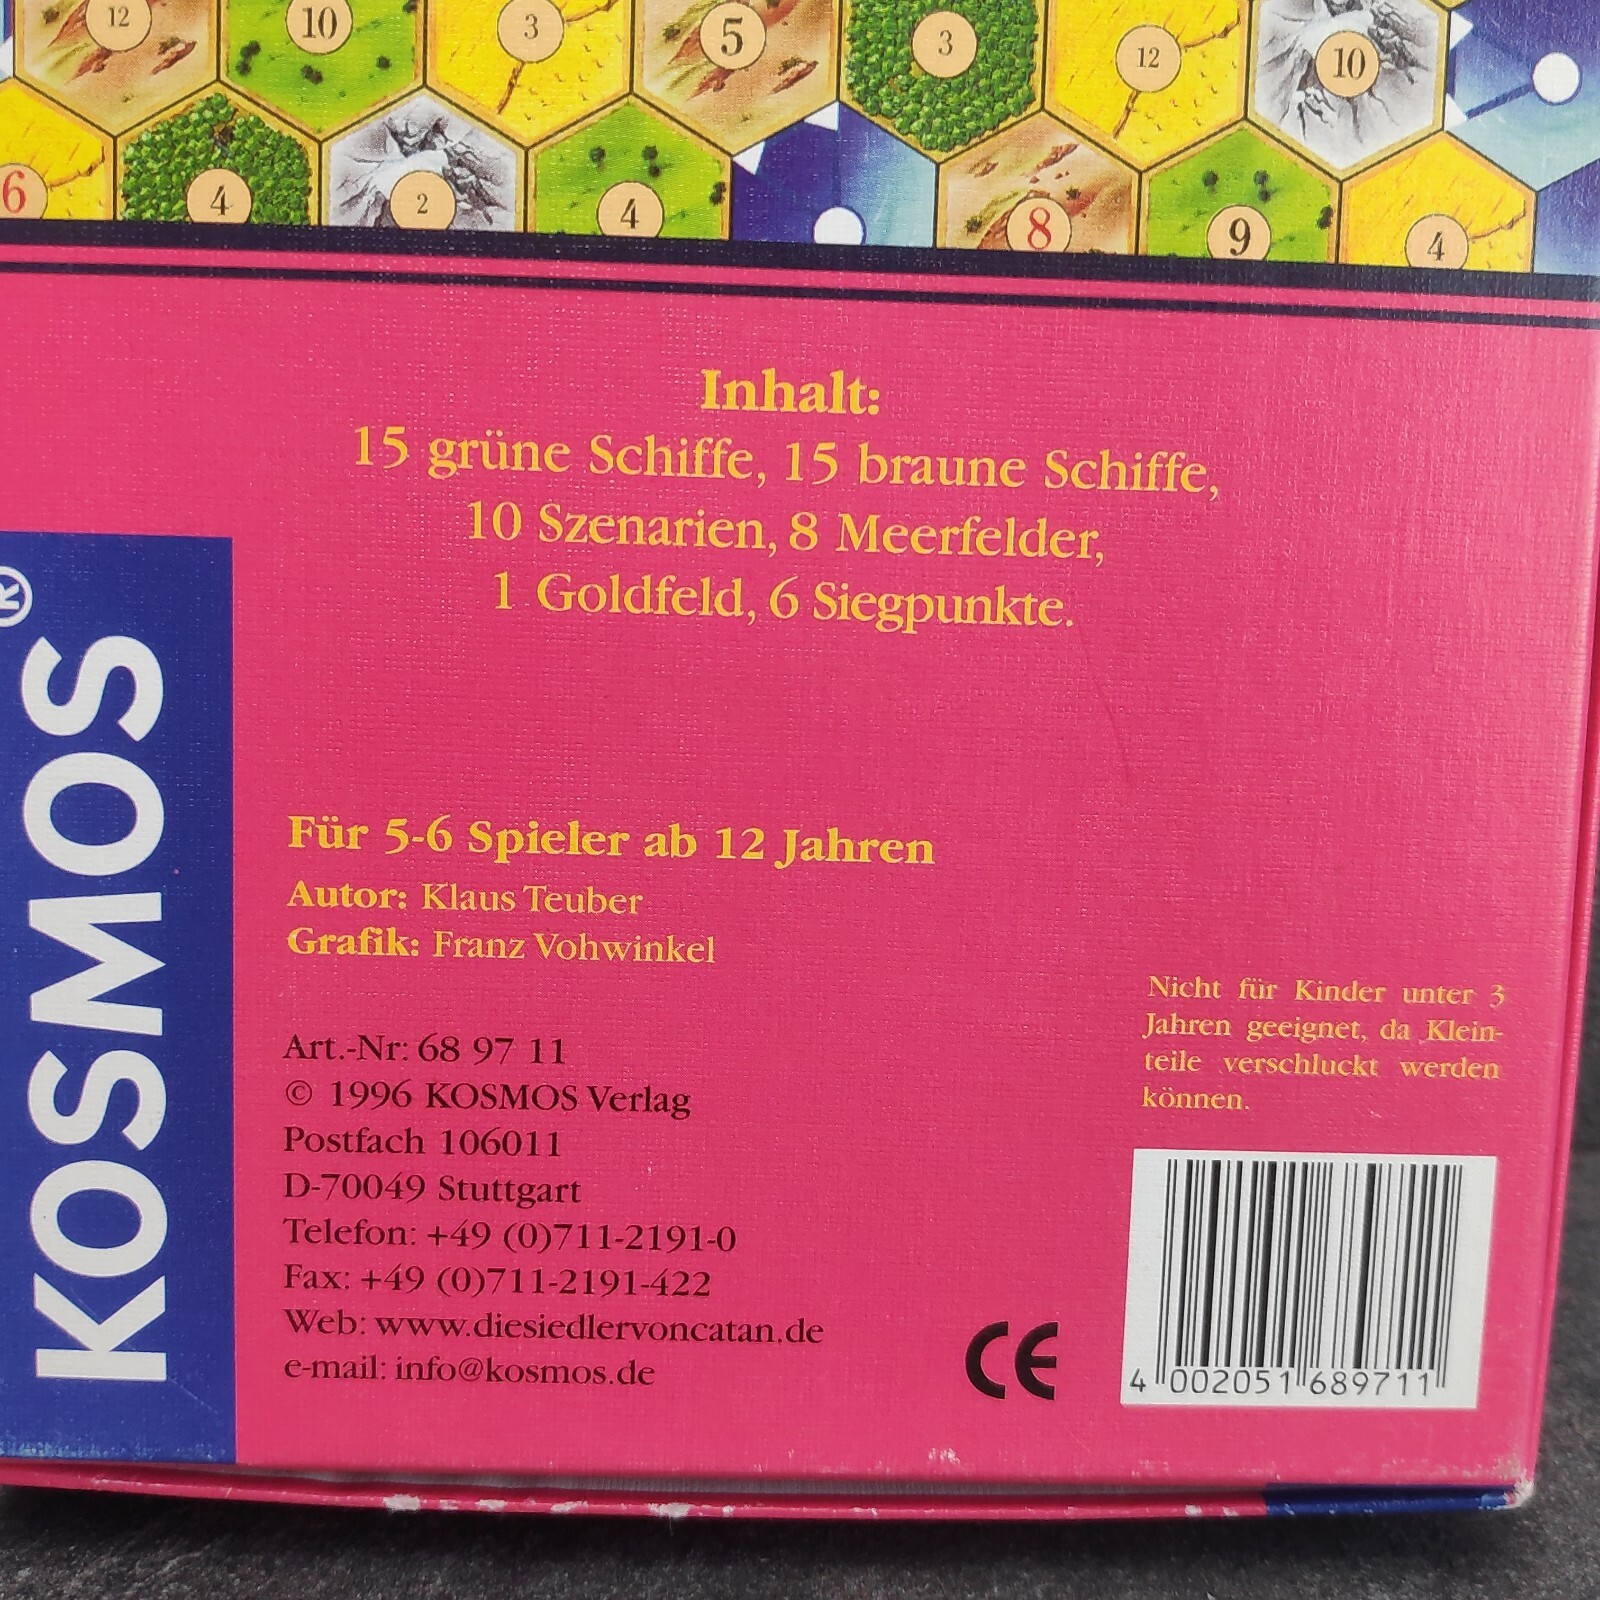 12
10
3
5
3
12
10
6
4
2
4
8
9
4
Inhalt:
15 grüne Schiffe, 15 braune Schiffe,
10 Szenarien, 8 Meerfelder,
1 Goldfeld, 6 Siegpunkte.
KOSMOS®
Für 5-6 Spieler ab 12 Jahren
Autor: Klaus Teuber
Grafik: Franz Vohwinkel
Nicht für Kinder unter 3
Jahren geeignet, da Klein-
teile verschluckt werden
können.
Art.-Nr: 68 97 11
© 1996 KOSMOS Verlag
Postfach 106011
D-70049 Stuttgart
Telefon: +49 (0)711-2191-0
Fax: +49 (0)711-2191-422
Web: www.diesiedlervoncatan.de
e-mail: info@kosmos.de
CE
4 002051 689711